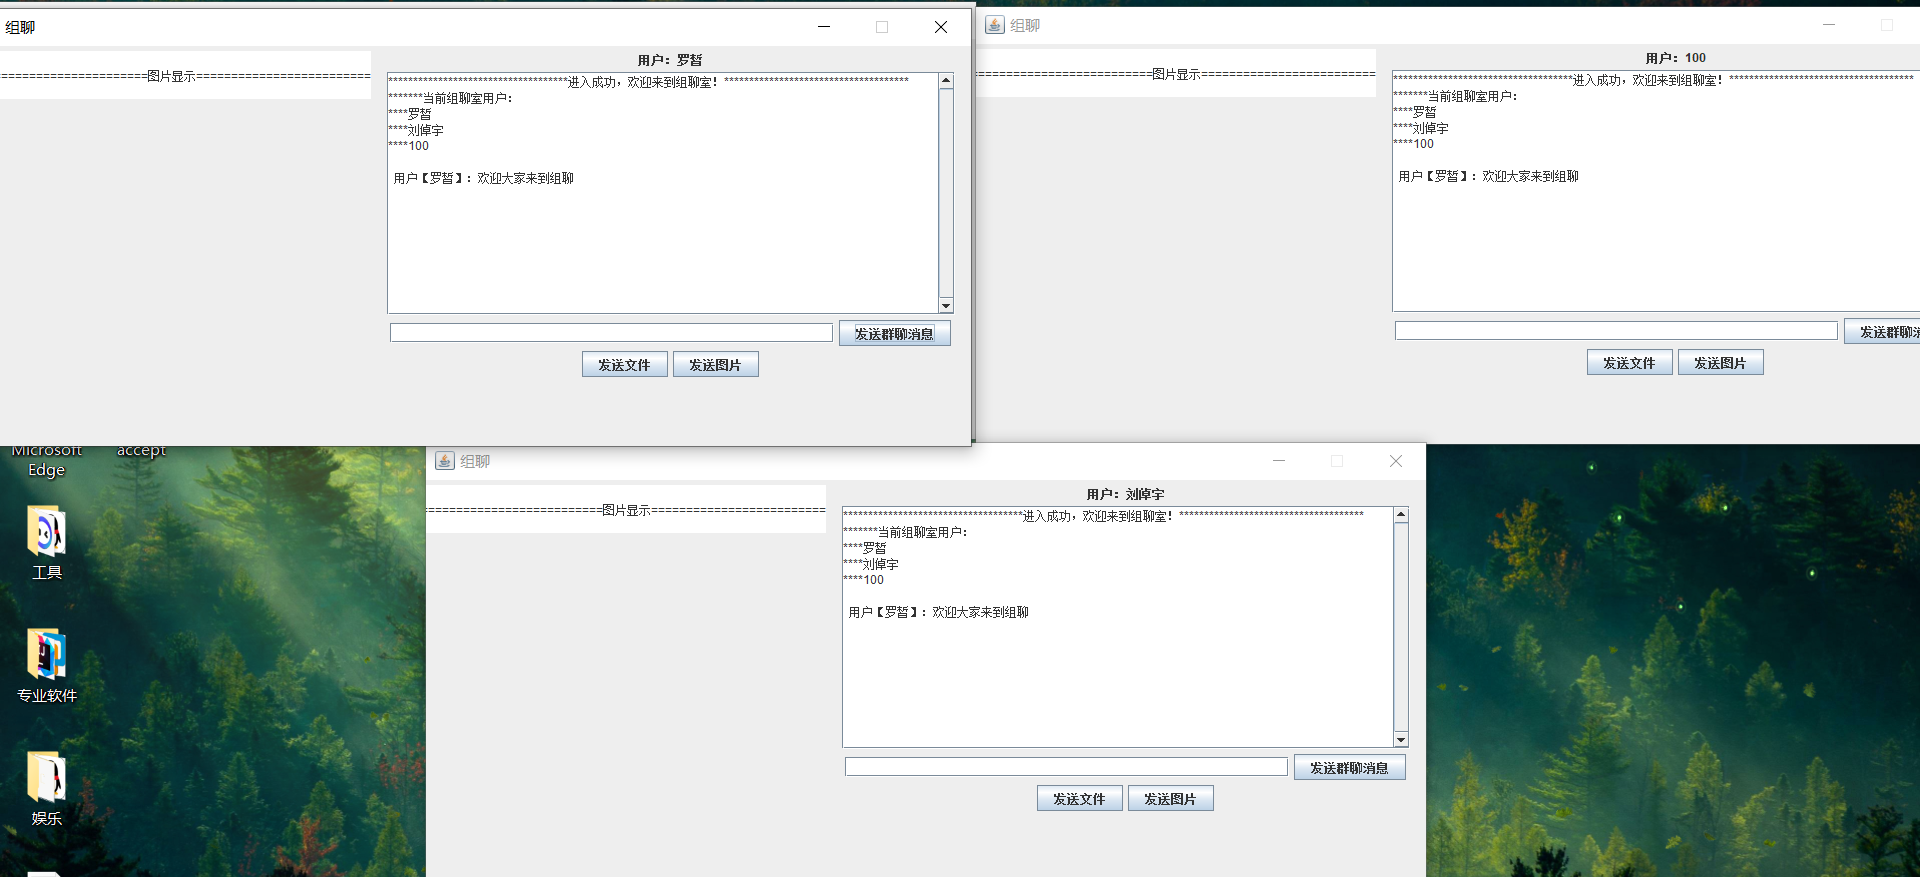 组聊
=====================图片显示=========================
用户：罗皙
************************************进入成功，欢迎来到组聊室！*************************************
*******当前组聊室用户：
****罗皙
****刘倬宇
****100
用户【罗皙】：欢迎大家来到组聊
发送群聊消息
发送文件
发送图片
组聊
=========================图片显示=========================
用户：100
************************************进入成功，欢迎来到组聊室！*************************************
*******当前组聊室用户：
****罗皙
****刘倬宇
****100
用户【罗皙】：欢迎大家来到组聊
发送群聊
发送文件
发送图片
Microsoft
Edge
accept
工具
专业软件
娱乐
组聊
=========================图片显示=========================
用户：刘倬宇
************************************进入成功，欢迎来到组聊室！*************************************
*******当前组聊室用户：
****罗皙
****刘倬宇
****100
用户【罗皙】：欢迎大家来到组聊
发送群聊消息
发送文件
发送图片